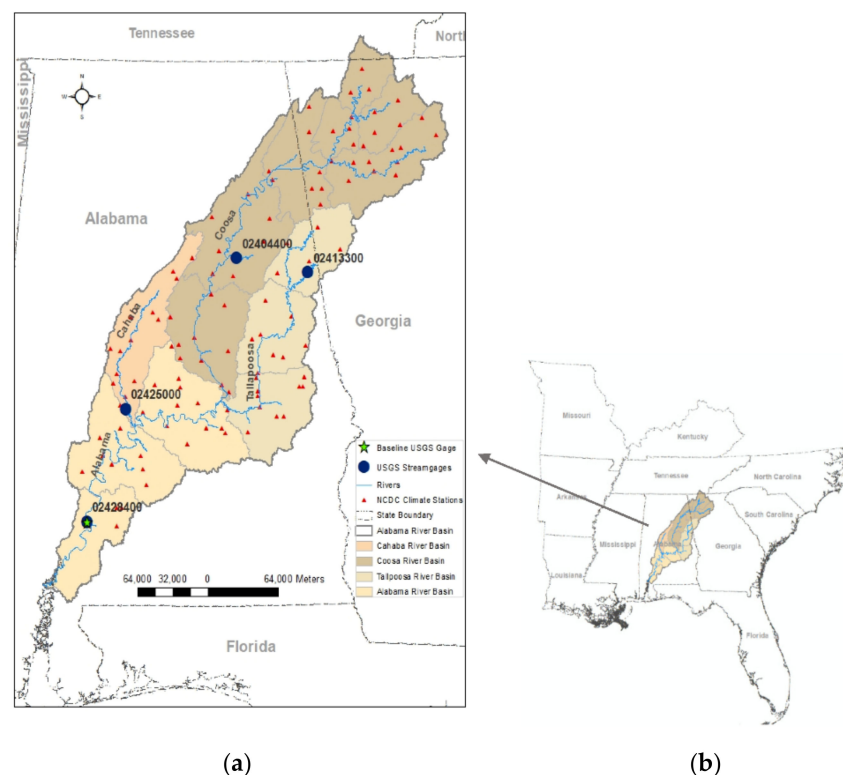 Tennessee
North
Mississippi
N
W
E
S
Alabama
Coosa
02404400
02413300
Georgia
Cahaba
Tallapoosa
02425000
Alabama
02428400
Baseline USGS Gage
USGS Streamgages
Rivers
NCDC Climate Stations
State Boundary
Alabama River Basin
Cahaba River Basin
Coosa River Basin
Tallpoosa River Basin
Alabama River Basin
64,000 32,000 0 64,000 Meters
Florida
Missouri
Kentucky
Tennessee
North Carolina
Arkansas
South Carolina
Mississippi
Alabama
Georgia
Louisiana
Florida
(a)
(b)